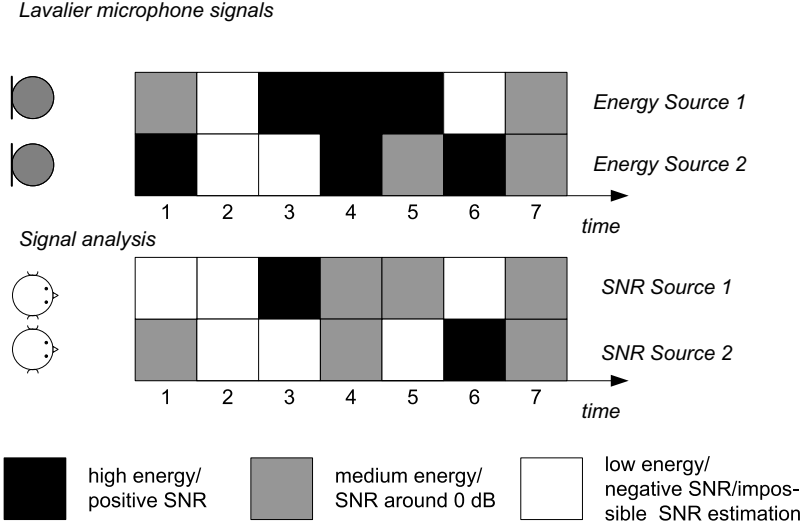 Lavalier microphone signals
Energy Source 1
Energy Source 2
1 2 3 4 5 6 7
time
Signal analysis
SNR Source 1
SNR Source 2
1 2 3 4 5 6 7
time
high energy/
positive SNR
medium energy/
SNR around 0 dB
low energy/
negative SNR/impos-
sible SNR estimation